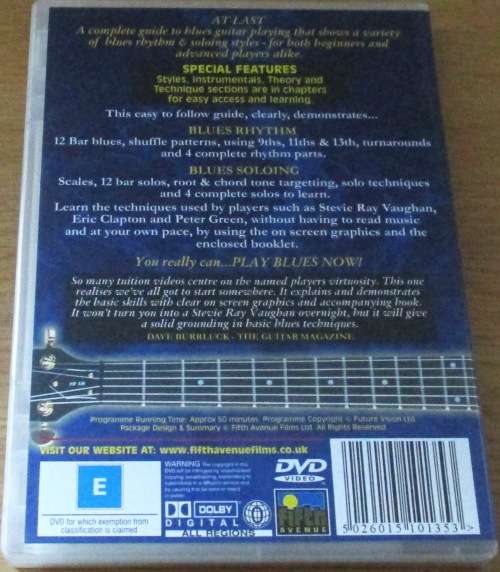 AT LAST
A complete guide to blues guitar playing that shows a variety
of blues rhythm & soloing styles - for both beginners and
advanced players alike.
SPECIAL FEATURES
Styles, Instrumentals, Theory and
Technique sections are in chapters
for easy access and learning.
This easy to follow guide, clearly, demonstrates...
BLUES RHYTHM
12 Bar blues, shuffle patterns, using 9ths, 11ths & 13th, turnarounds
and 4 complete rhythm parts.
BLUES SOLOING
Scales, 12 bar solos, root & chord tone targetting, solo techniques
and 4 complete solos to learn.
Learn the techniques used by players such as Stevie Ray Vaughan,
Eric Clapton and Peter Green, without having to read music
and at your own pace, by using the on screen graphics and the
enclosed booklet.
You really can...PLAY BLUES NOW!
So many tuition videos centre on the named players virtuosity. This one
realises we've all got to start somewhere. It explains and demonstrates
the basic skills with clear on screen graphics and accompanying book.
It won't turn you into a Stevie Ray Vaughan overnight, but it will give
a solid grounding in basic blues techniques.
DAVE BURRLUCK - THE GUITAR MAGAZINE
Programme Running Time: Approx 50 minutes. Programme Copyright © Future Vision Ltd.
Package Design & Summary © Fifth Avenue Films Ltd. All Rights Reserved.
VISIT OUR WEBSITE AT: www.fifthavenuefilms.co.uk
E
DVD for which exemption from
classification is claimed
WARNING The copyright in this
DOLBY
DIGITAL
ALL REGIONS
DVD
VIDEO
FIFTH
AVENUE
5 026015 101353 >